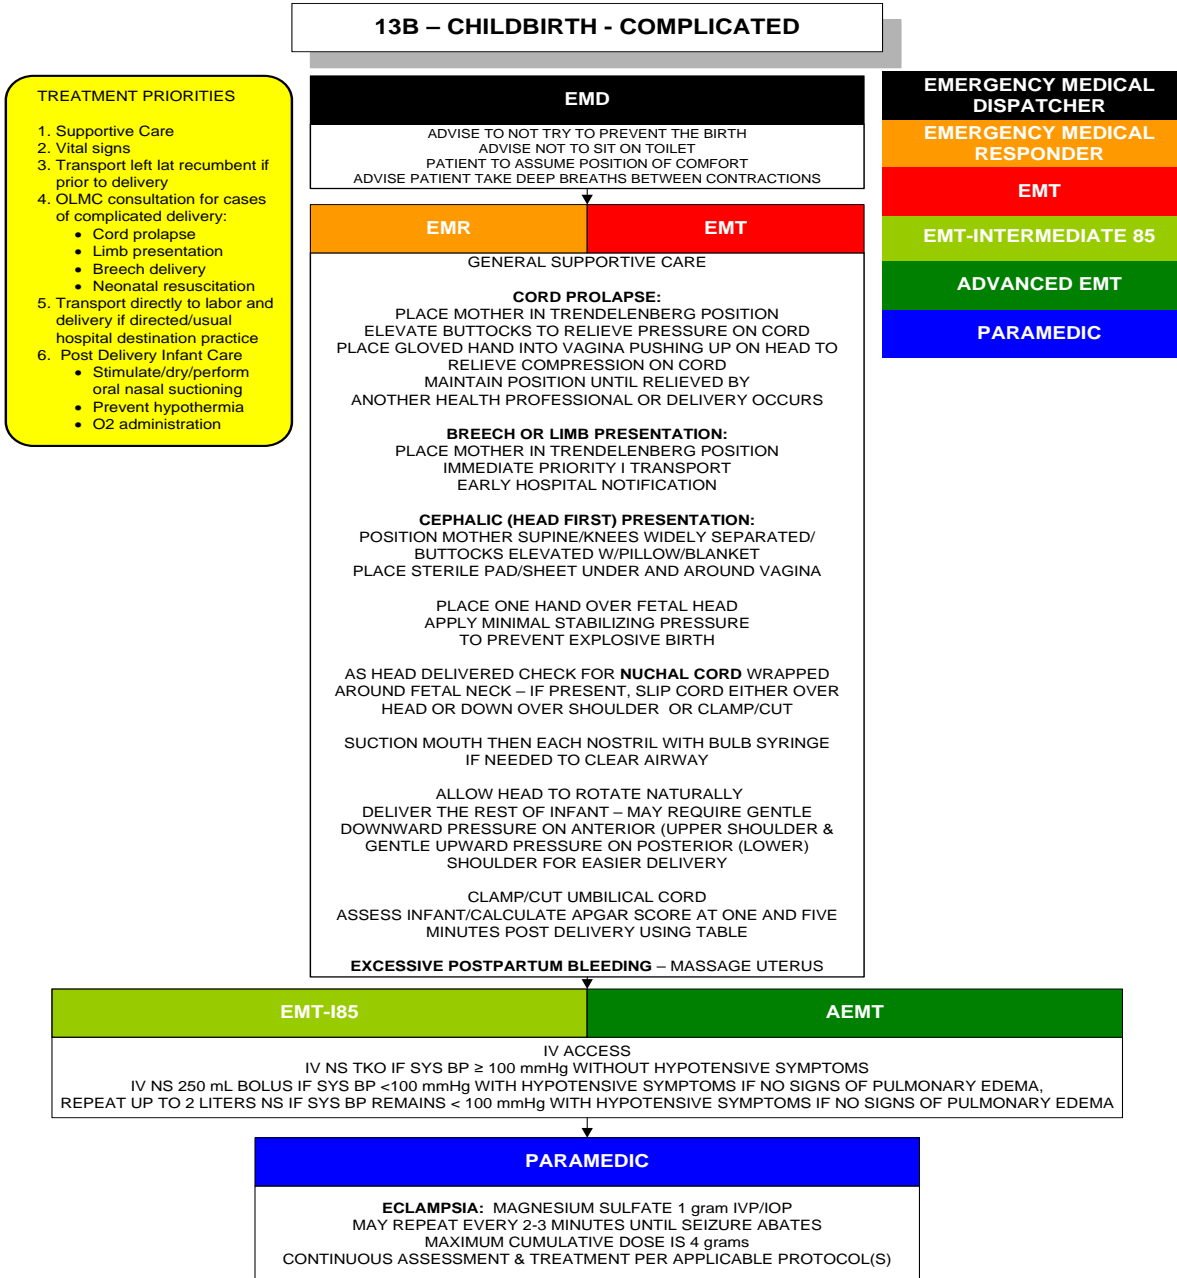 13B – CHILDBIRTH - COMPLICATED
TREATMENT PRIORITIES
1. Supportive Care
2. Vital signs
3. Transport left lat recumbent if
prior to delivery
4. OLMC consultation for cases
of complicated delivery:
• Cord prolapse
• Limb presentation
• Breech delivery
• Neonatal resuscitation
5. Transport directly to labor and
delivery if directed/usual
hospital destination practice
6. Post Delivery Infant Care
• Stimulate/dry/perform
oral nasal suctioning
• Prevent hypothermia
• O2 administration
EMD
ADVISE TO NOT TRY TO PREVENT THE BIRTH
ADVISE NOT TO SIT ON TOILET
PATIENT TO ASSUME POSITION OF COMFORT
ADVISE PATIENT TAKE DEEP BREATHS BETWEEN CONTRACTIONS
EMERGENCY MEDICAL
DISPATCHER
EMERGENCY MEDICAL
RESPONDER
EMT
EMT-INTERMEDIATE 85
ADVANCED EMT
PARAMEDIC
EMR
EMT
GENERAL SUPPORTIVE CARE
CORD PROLAPSE:
PLACE MOTHER IN TRENDELENBERG POSITION
ELEVATE BUTTOCKS TO RELIEVE PRESSURE ON CORD
PLACE GLOVED HAND INTO VAGINA PUSHING UP ON HEAD TO
RELIEVE COMPRESSION ON CORD
MAINTAIN POSITION UNTIL RELIEVED BY
ANOTHER HEALTH PROFESSIONAL OR DELIVERY OCCURS
BREECH OR LIMB PRESENTATION:
PLACE MOTHER IN TRENDELENBERG POSITION
IMMEDIATE PRIORITY I TRANSPORT
EARLY HOSPITAL NOTIFICATION
CEPHALIC (HEAD FIRST) PRESENTATION:
POSITION MOTHER SUPINE/KNEES WIDELY SEPARATED/
BUTTOCKS ELEVATED W/PILLOW/BLANKET
PLACE STERILE PAD/SHEET UNDER AND AROUND VAGINA
PLACE ONE HAND OVER FETAL HEAD
APPLY MINIMAL STABILIZING PRESSURE
TO PREVENT EXPLOSIVE BIRTH
AS HEAD DELIVERED CHECK FOR NUCHAL CORD WRAPPED
AROUND FETAL NECK – IF PRESENT, SLIP CORD EITHER OVER
HEAD OR DOWN OVER SHOULDER OR CLAMP/CUT
SUCTION MOUTH THEN EACH NOSTRIL WITH BULB SYRINGE
IF NEEDED TO CLEAR AIRWAY
ALLOW HEAD TO ROTATE NATURALLY
DELIVER THE REST OF INFANT – MAY REQUIRE GENTLE
DOWNWARD PRESSURE ON ANTERIOR (UPPER SHOULDER &
GENTLE UPWARD PRESSURE ON POSTERIOR (LOWER)
SHOULDER FOR EASIER DELIVERY
CLAMP/CUT UMBILICAL CORD
ASSESS INFANT/CALCULATE APGAR SCORE AT ONE AND FIVE
MINUTES POST DELIVERY USING TABLE
EXCESSIVE POSTPARTUM BLEEDING – MASSAGE UTERUS
EMT-I85
AEMT
IV ACCESS
IV NS TKO IF SYS BP ≥ 100 mmHg WITHOUT HYPOTENSIVE SYMPTOMS
IV NS 250 mL BOLUS IF SYS BP <100 mmHg WITH HYPOTENSIVE SYMPTOMS IF NO SIGNS OF PULMONARY EDEMA,
REPEAT UP TO 2 LITERS NS IF SYS BP REMAINS < 100 mmHg WITH HYPOTENSIVE SYMPTOMS IF NO SIGNS OF PULMONARY EDEMA
PARAMEDIC
ECLAMPSIA: MAGNESIUM SULFATE 1 gram IVP/IOP
MAY REPEAT EVERY 2-3 MINUTES UNTIL SEIZURE ABATES
MAXIMUM CUMULATIVE DOSE IS 4 grams
CONTINUOUS ASSESSMENT & TREATMENT PER APPLICABLE PROTOCOL(S)